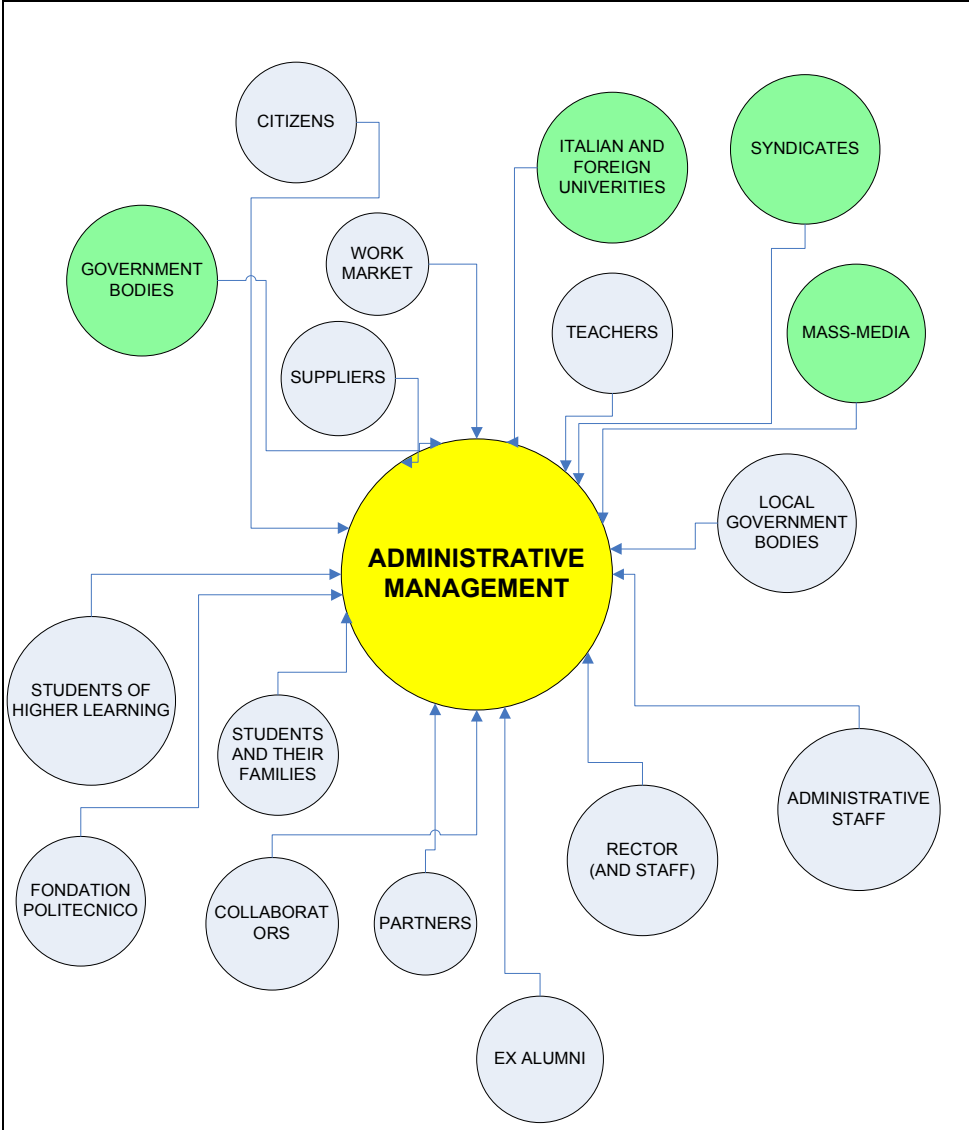 CITIZENS
ITALIAN AND
FOREIGN
UNIVERITIES
SYNDICATES
GOVERNMENT
BODIES
WORK
MARKET
TEACHERS
MASS-MEDIA
SUPPLIERS
LOCAL
GOVERNMENT
BODIES
ADMINISTRATIVE
MANAGEMENT
STUDENTS OF
HIGHER LEARNING
STUDENTS
AND THEIR
FAMILIES
ADMINISTRATIVE
STAFF
RECTOR
(AND STAFF)
FONDATION
POLITECNICO
COLLABORAT
ORS
PARTNERS
EX ALUMNI